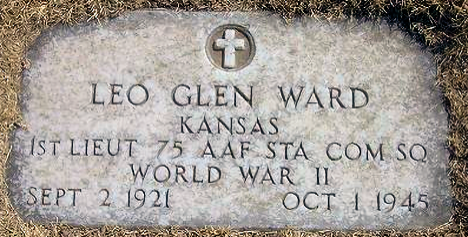 LEO GLEN WARD
KANSAS
1ST LIEUT 75 AAF STA COM SQ
WORLD WAR II
SEPT 2 1921 OCT 1 1945